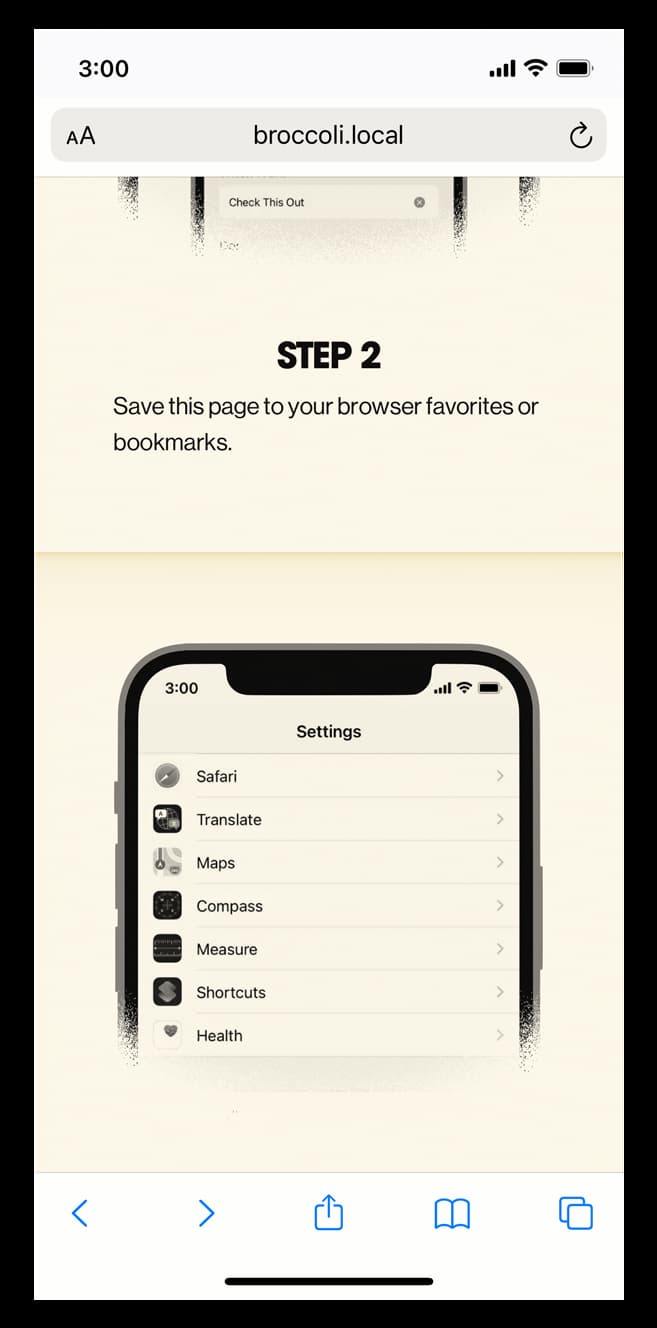 3:00
AA broccoli.local
Check This Out
STEP 2
Save this page to your browser favorites or
bookmarks.
3:00
Settings
Safari
Translate
Maps
Compass
Measure
Shortcuts
Health